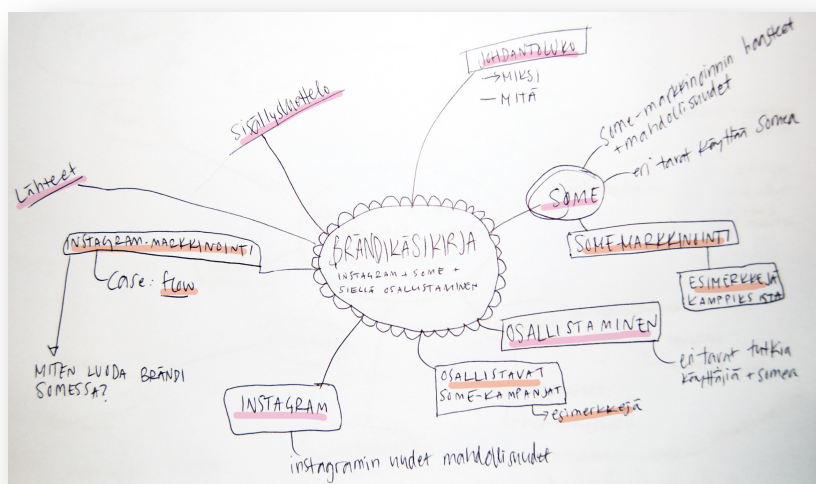 JOHDANTOLUKU
→ MIKSI
— MITÄ
Sisällysluettelo
Lähteet
some-markkinoinnin haasteet
+ mahdollisuudet
eri tavat käyttää somea
SOME
SOME MARKKINOINTI
ESIMERKKEJÄ
BRÄNDIKÄSIKIRJA
INSTAGRAM + SOME +
SIELLÄ OSALLISTAMINEN
INSTAGRAM-MARKKINOINTI
Case: flow
MITEN LUODA BRÄNDI
SOMESSA?
OSALLISTAMINEN
eri tavat tutkia
käyttäjiä + somea
OSALLISTAVAT
SOME-KAMPANJAT
→ esimerkkejä
INSTAGRAM
instagramin uudet mahdollisuudet